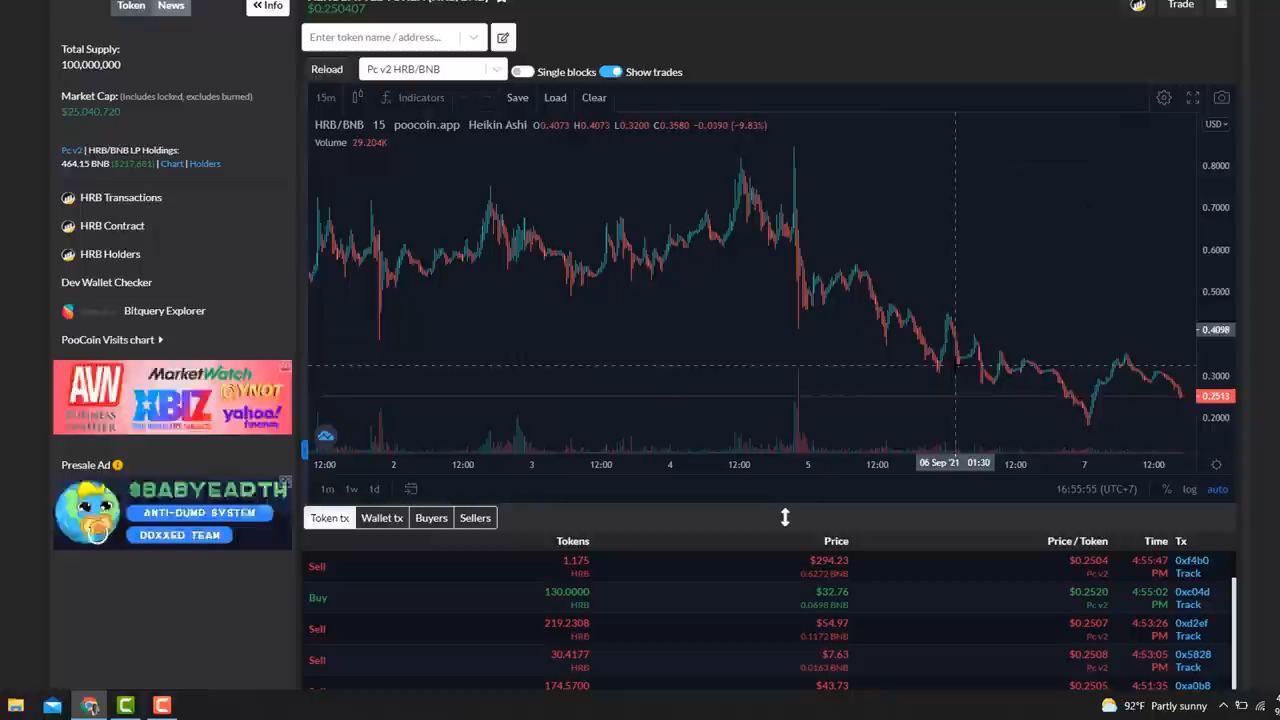 Token News << Info
$0.250407
Trade
Total Supply:
100,000,000
Market Cap: (Includes locked, excludes burned)
$25,040,720
Pc v2 | HRB/BNB LP Holdings:
464.15 BNB ($217,681) | Chart | Holders
HRB Transactions
HRB Contract
HRB Holders
Dev Wallet Checker
Bitquery Explorer
PooCoin Visits chart
AVN
MarketWatch
XBIZ
BENZINGA
yahoo!
finance
Presale Ad
$BABYEARTH
ANTI-DUMP SYSTEM
DOXXED TEAM
Enter token name / address...
Reload Pc v2 HRB/BNB Single blocks Show trades
15m Indicators Save Load Clear
HRB/BNB 15 poocoin.app Heikin Ashi O0.4073 H0.4073 L0.3200 C0.3580 -0.0390 (-9.83%)
USD
Volume 29.204K
0.8000
0.7000
0.6000
0.5000
0.4098
0.3000
0.2513
0.2000
12:00 2 12:00 3 12:00 4 12:00 5 12:00 06 Sep '21 01:30 12:00 7 12:00
1m 1w 1d 16:55:55 (UTC+7) % log auto
Token tx Wallet tx Buyers Sellers
Tokens Price Price / Token Time Tx
Sell 1.175 $294.23 $0.2504 4:55:47 0xf4b0
HRB 0.6272 BNB Pc v2 PM Track
Buy 130.0000 $32.76 $0.2520 4:55:02 0xc04d
HRB 0.0698 BNB Pc v2 PM Track
Sell 219.2308 $54.97 $0.2507 4:53:26 0xd2ef
HRB 0.1172 BNB Pc v2 PM Track
Sell 30.4177 $7.63 $0.2508 4:53:05 0x5828
HRB 0.0163 BNB Pc v2 PM Track
174.5700 $43.73 $0.2505 4:51:35 0xa0b8
92°F Partly sunny